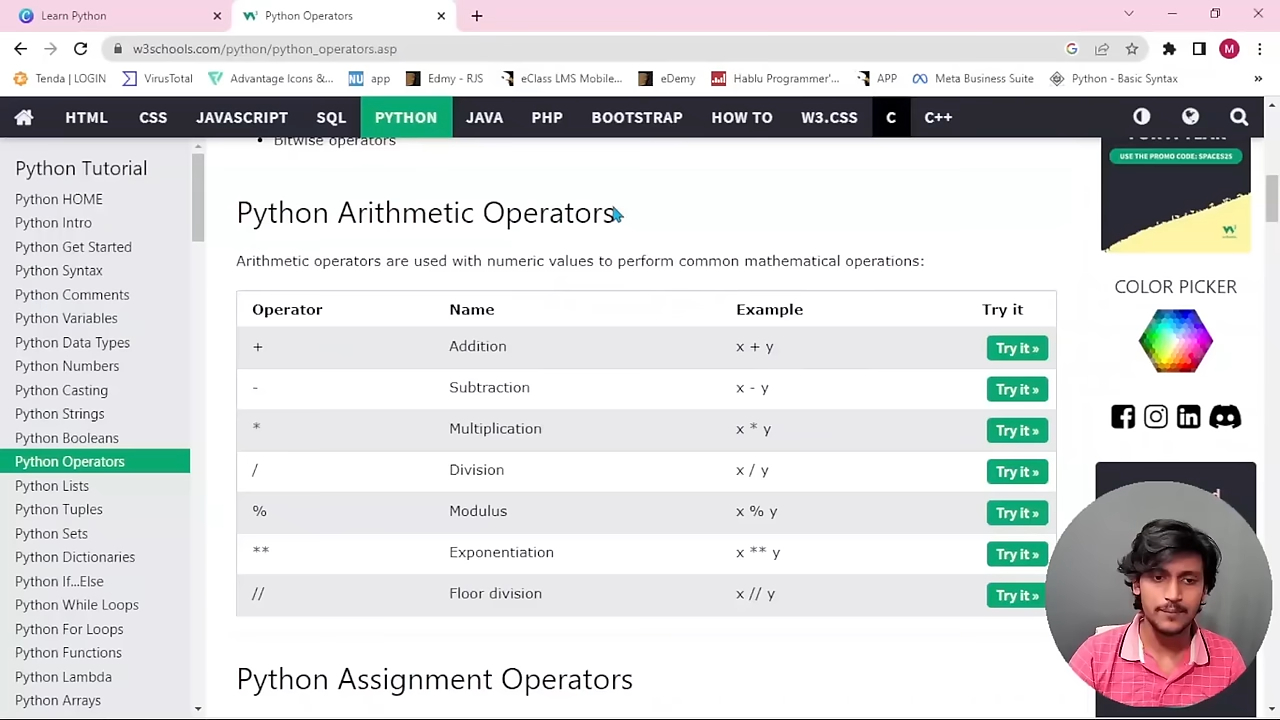 Learn Python
Python Operators
w3schools.com/python/python_operators.asp
M
Tenda | LOGIN
VirusTotal
Advantage Icons &...
NU app
Edmy - RJS
eClass LMS Mobile...
eDemy
Hablu Programmer'...
APP
Meta Business Suite
Python - Basic Syntax
HTML CSS JAVASCRIPT SQL PYTHON JAVA PHP BOOTSTRAP HOW TO W3.CSS C C++
Python Tutorial
Python HOME
Python Intro
Python Get Started
Python Syntax
Python Comments
Python Variables
Python Data Types
Python Numbers
Python Casting
Python Strings
Python Booleans
Python Operators
Python Lists
Python Tuples
Python Sets
Python Dictionaries
Python If...Else
Python While Loops
Python For Loops
Python Functions
Python Lambda
Python Arrays
Bitwise operators
Python Arithmetic Operators
Arithmetic operators are used with numeric values to perform common mathematical operations:
Operator Name Example Try it
+ Addition x + y Try it »
- Subtraction x - y Try it »
* Multiplication x * y Try it »
/ Division x / y Try it »
% Modulus x % y Try it »
** Exponentiation x ** y Try it »
// Floor division x // y Try it »
Python Assignment Operators
USE THE PROMO CODE: SPACES25
COLOR PICKER